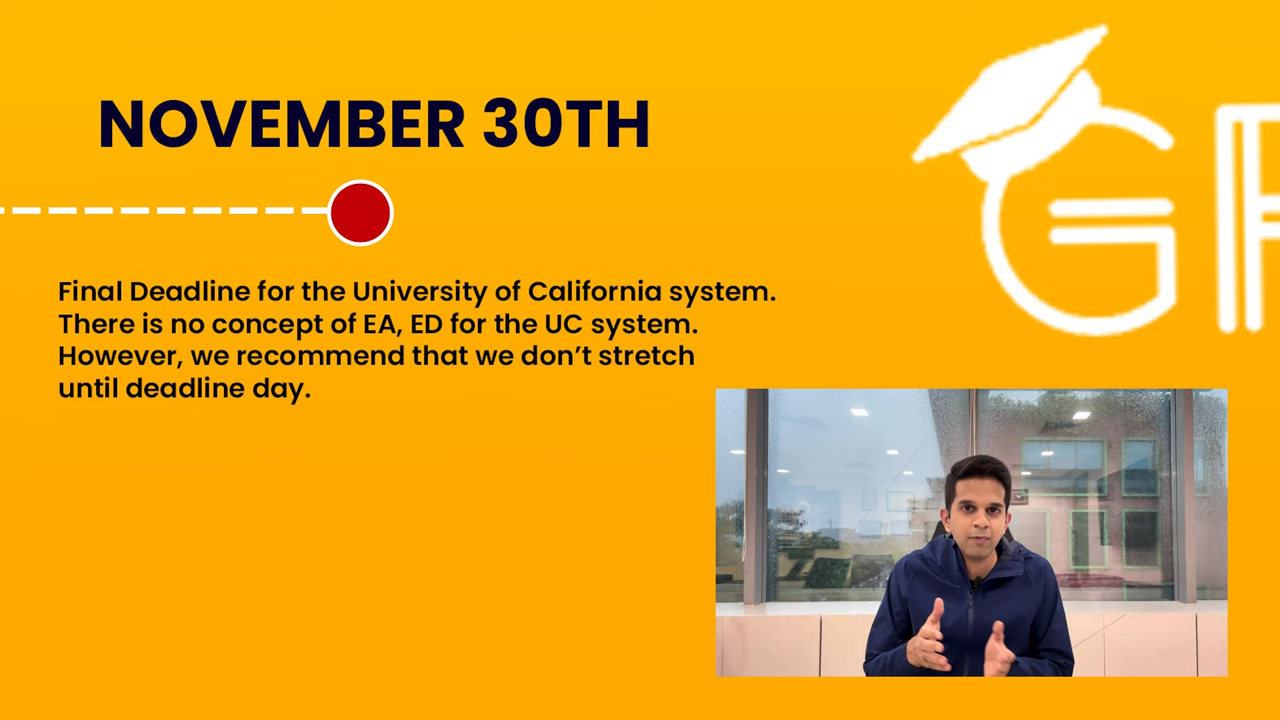 NOVEMBER 30TH
Final Deadline for the University of California system.
There is no concept of EA, ED for the UC system.
However, we recommend that we don't stretch
until deadline day.